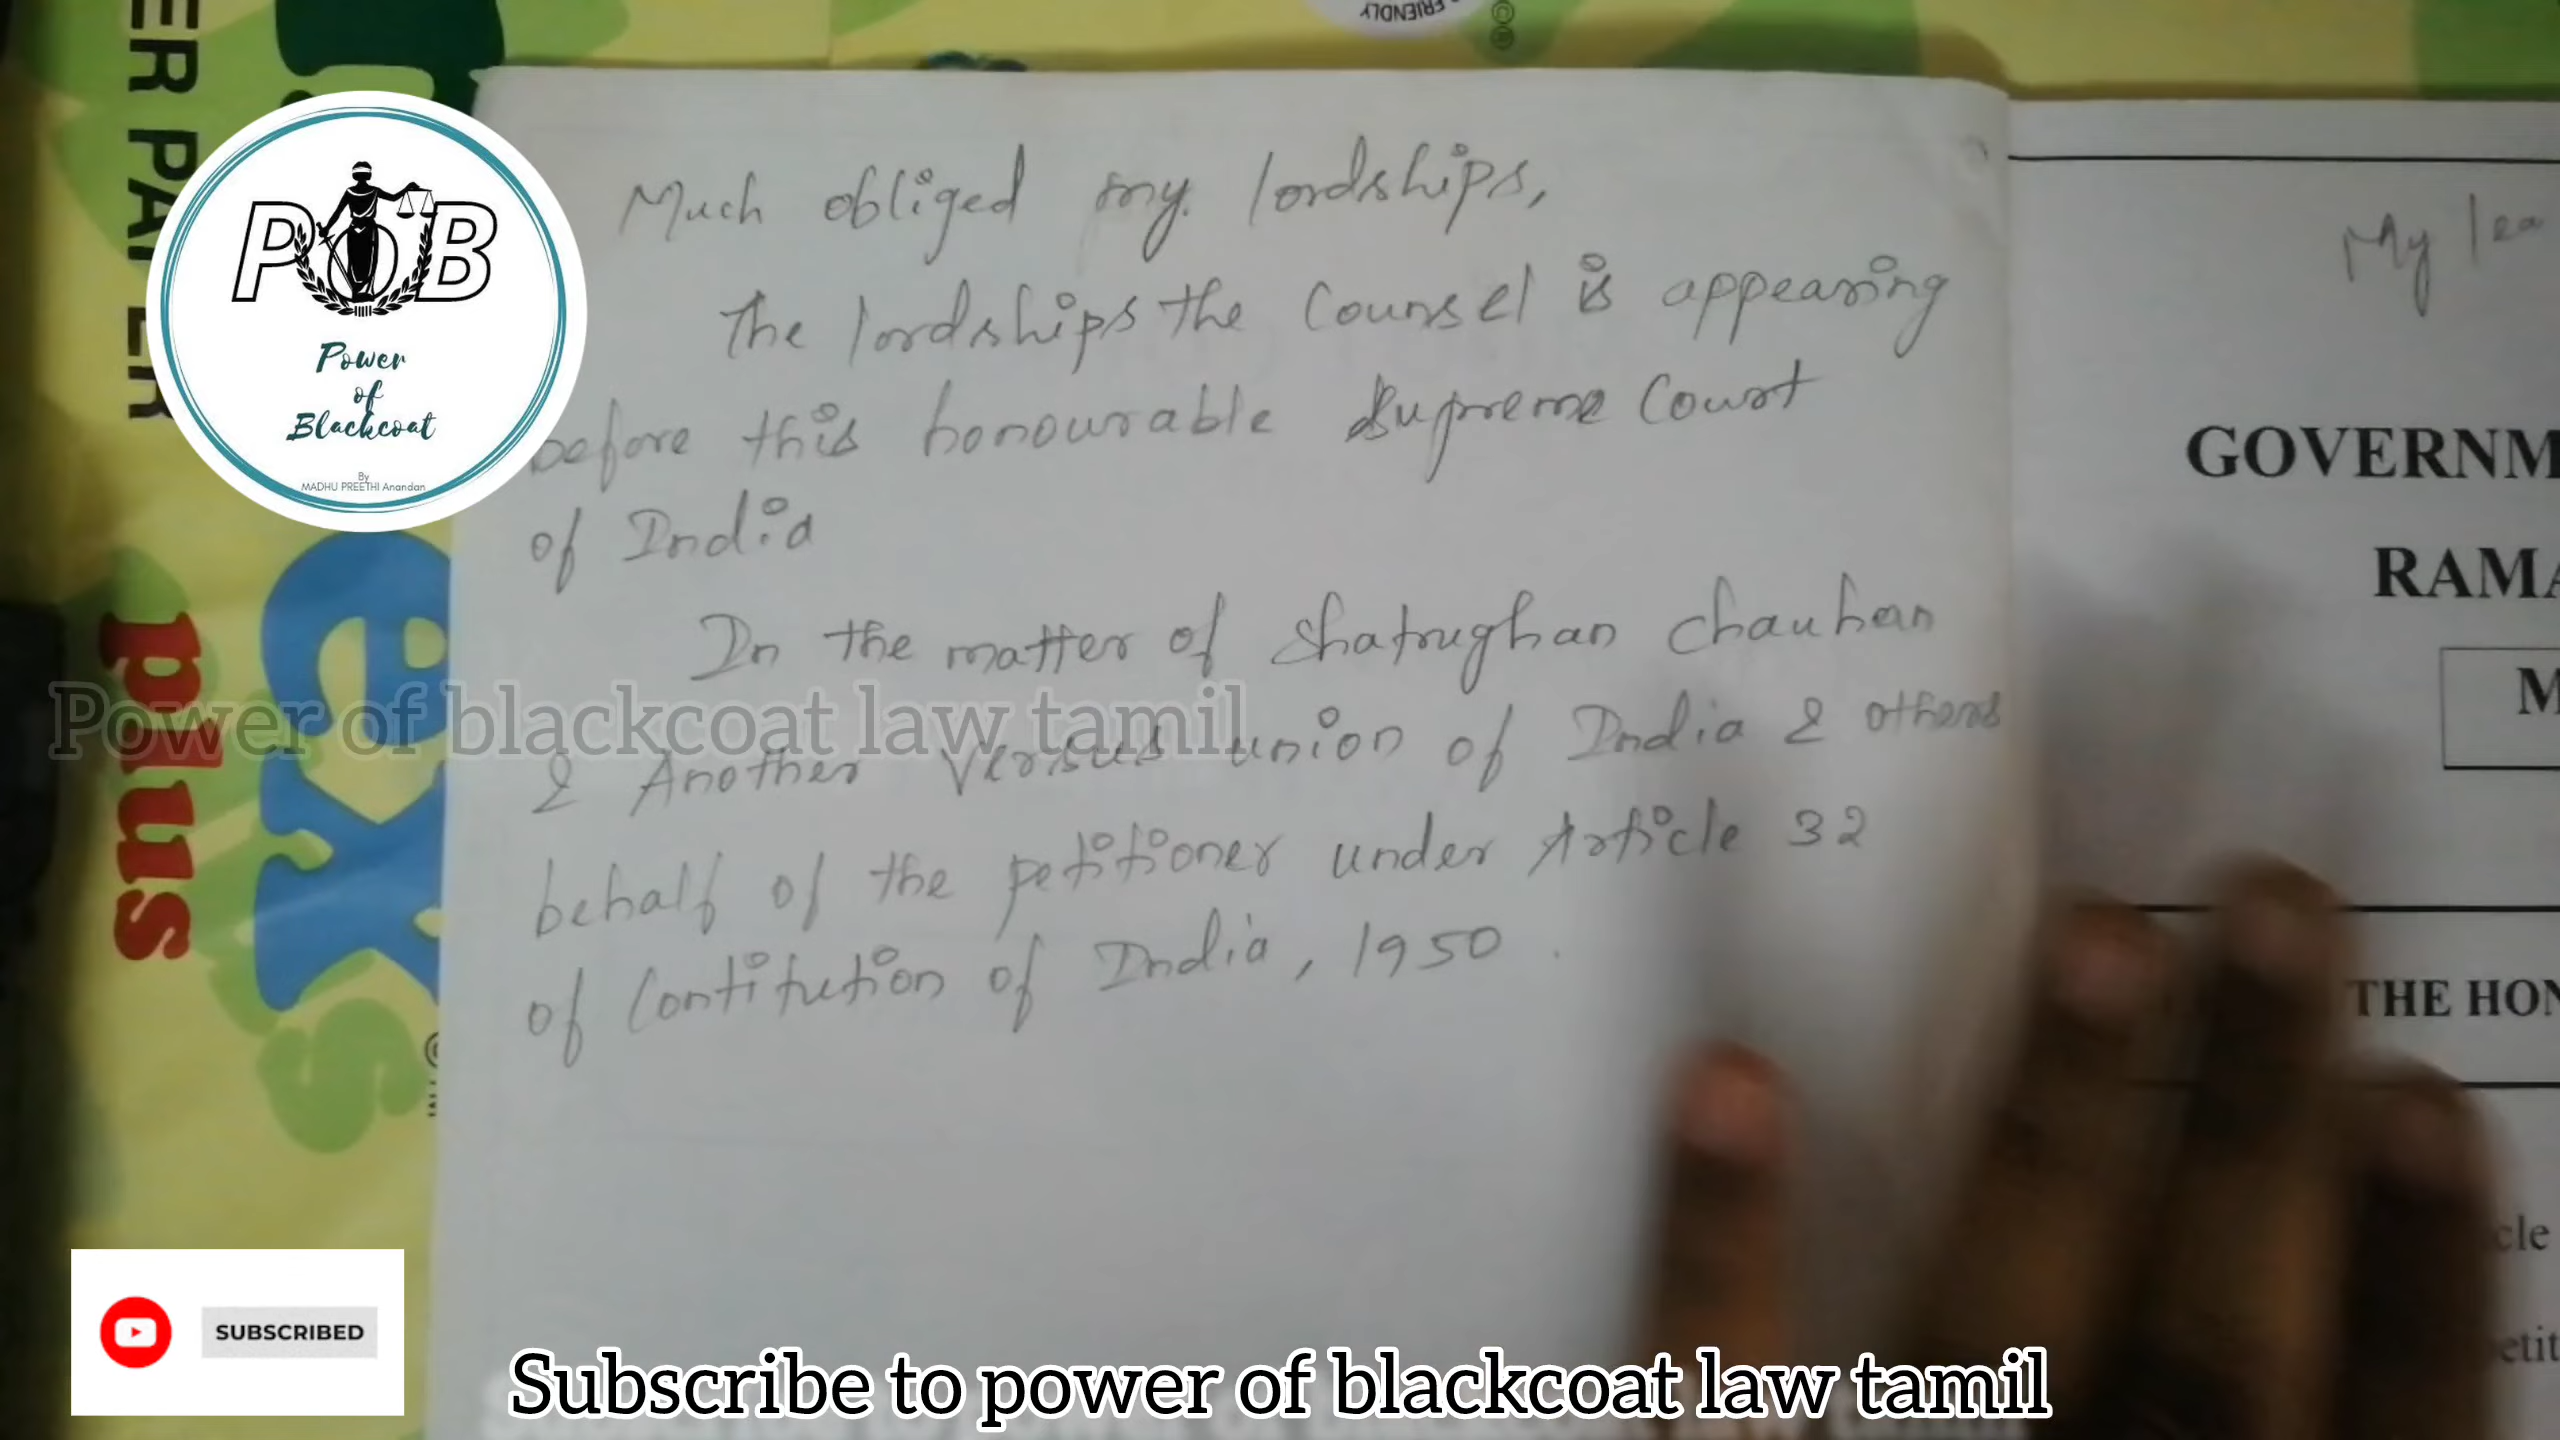 ER PAPER
FRIENDLY
POB
Power
of
Blackcoat
By
MADHU PREETHI Anandan
ex
plus
Much obliged my lordships,
The lordships the Counsel is appearing
before this honourable Supreme Court
of India
In the matter of Shatrughan Chauhan
& Another Versus union of India & others
behalf of the petitioner under Article 32
of Contitution of India, 1950.
Power of blackcoat law tamil
My lea
GOVERNM
RAMA
M
THE HON
cle
etit
SUBSCRIBED
Subscribe to power of blackcoat law tamil